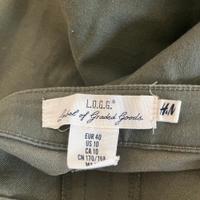 L.O.G.G.
Label of Graded Goods
H&M
EUR 40
US 10
CA 10